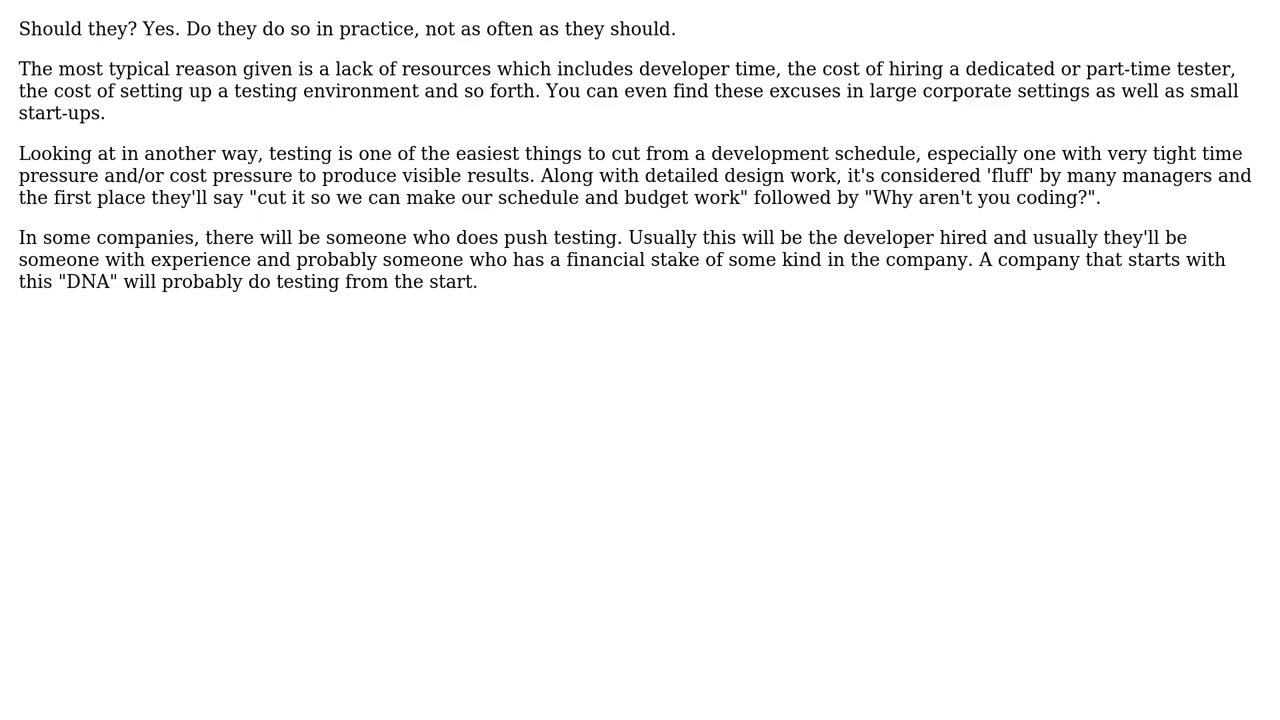 Should they? Yes. Do they do so in practice, not as often as they should.
The most typical reason given is a lack of resources which includes developer time, the cost of hiring a dedicated or part-time tester,
the cost of setting up a testing environment and so forth. You can even find these excuses in large corporate settings as well as small
start-ups.
Looking at in another way, testing is one of the easiest things to cut from a development schedule, especially one with very tight time
pressure and/or cost pressure to produce visible results. Along with detailed design work, it's considered 'fluff' by many managers and
the first place they'll say "cut it so we can make our schedule and budget work" followed by "Why aren't you coding?".
In some companies, there will be someone who does push testing. Usually this will be the developer hired and usually they'll be
someone with experience and probably someone who has a financial stake of some kind in the company. A company that starts with
this "DNA" will probably do testing from the start.